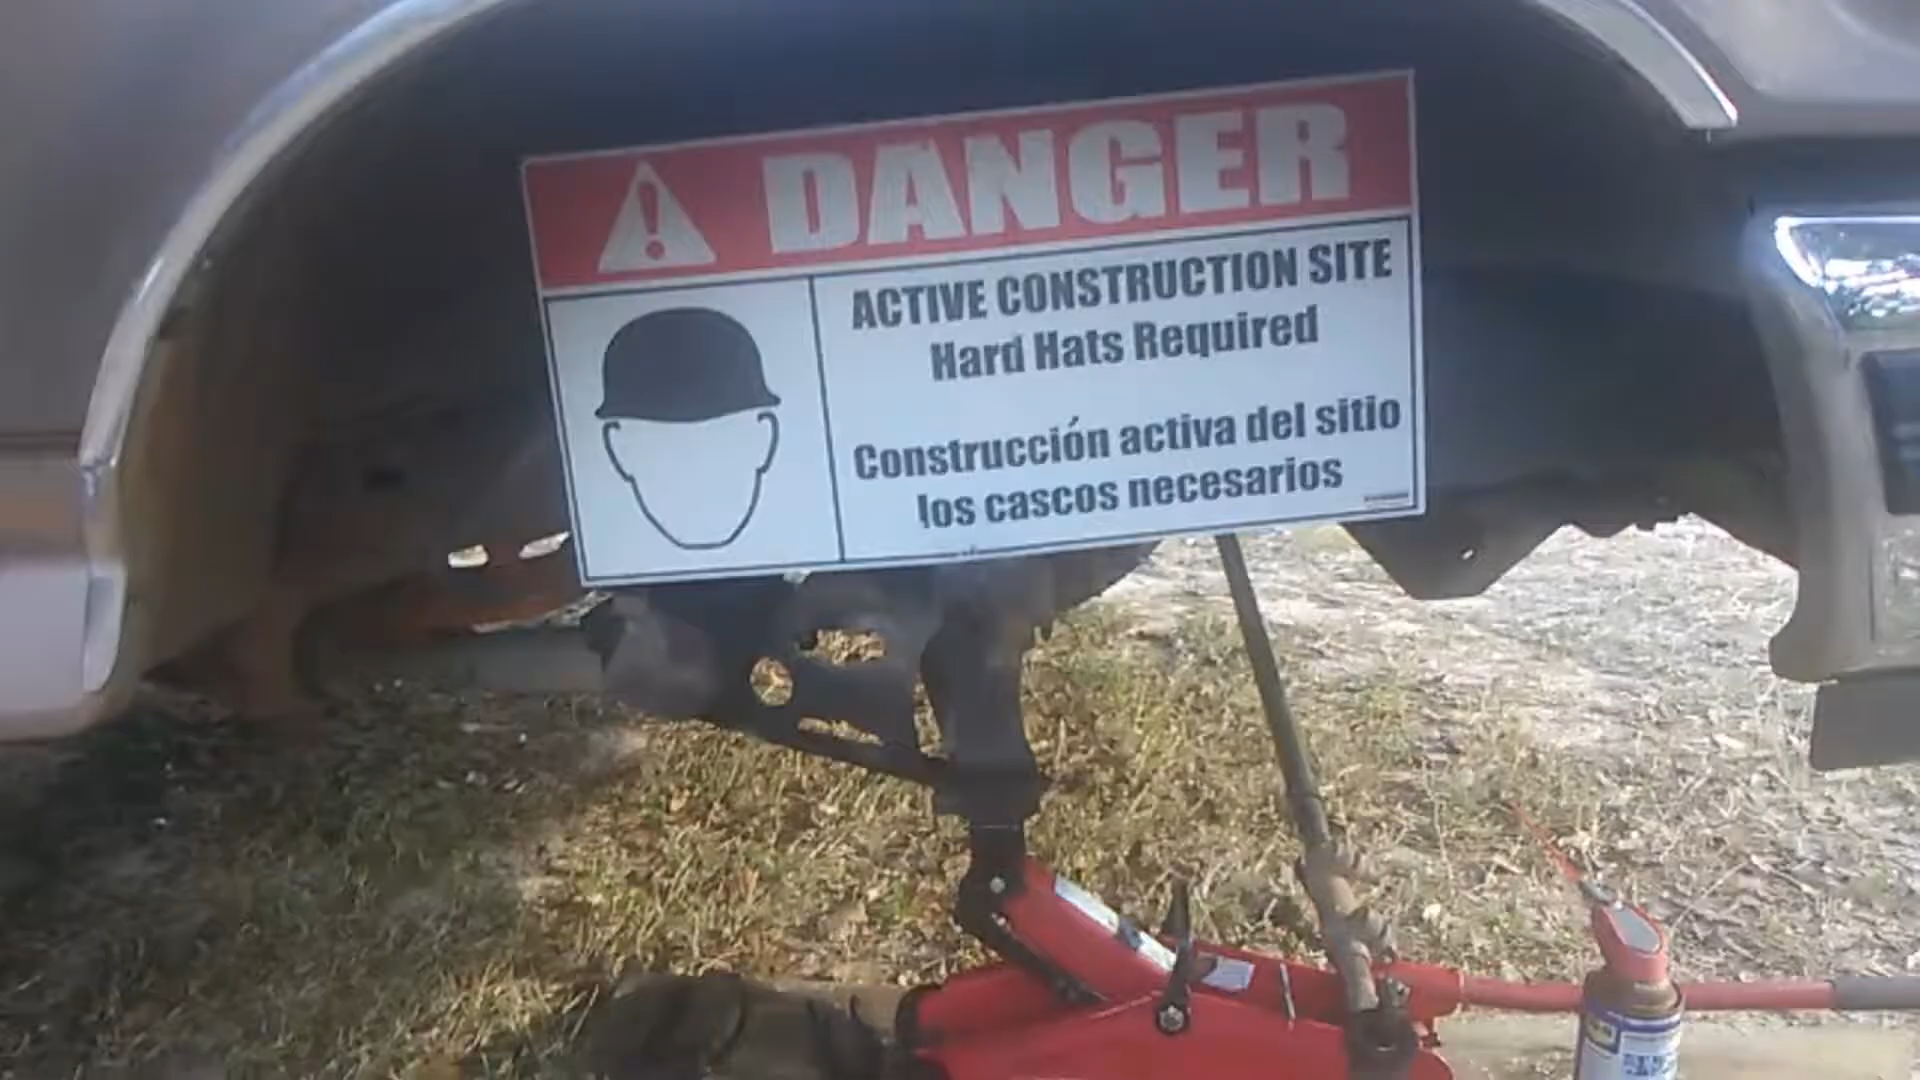 DANGER
ACTIVE CONSTRUCTION SITE
Hard Hats Required
Construcción activa del sitio
los cascos necesarios